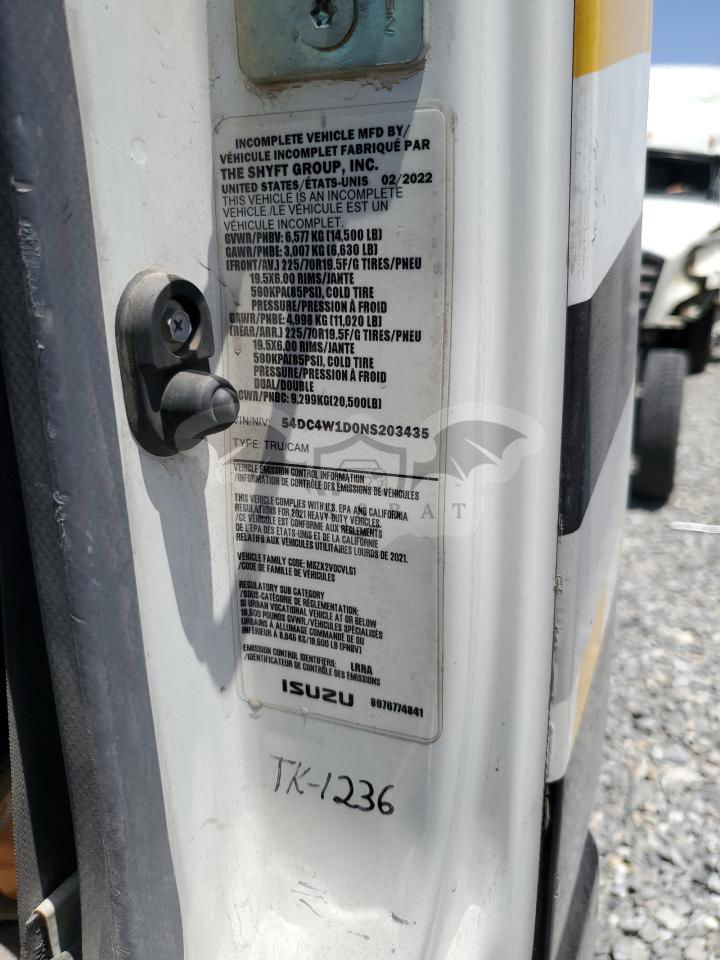 INCOMPLETE VEHICLE MFD BY/
VÉHICULE INCOMPLET FABRIQUÉ PAR
THE SHYFT GROUP, INC.
UNITED STATES/ÉTATS-UNIS 02/2022
THIS VEHICLE IS AN INCOMPLETE
VEHICLE./LE VÉHICULE EST UN
VÉHICULE INCOMPLET.
GVWR/PNBV: 6,577 KG (14,500 LB)
GAWR/PNBE: 3,007 KG (6,630 LB)
(FRONT/AV.) 225/70R19.5F/G TIRES/PNEU
19.5X6.00 RIMS/JANTE
590KPA(85PSI), COLD TIRE
PRESSURE/PRESSION À FROID
GAWR/PNBE: 4,998 KG (11,020 LB)
(REAR/ARR.) 225/70R19.5F/G TIRES/PNEU
19.5X6.00 RIMS/JANTE
590KPA(85PSI), COLD TIRE
PRESSURE/PRESSION À FROID
DUAL/DOUBLE
CWR/PNBC: 9,299KG(20,500LB)
VIN/NIV: 54DC4W1D0NS203435
TYPE: TRU/CAM
VEHICLE EMISSION CONTROL INFORMATION
/INFORMATION DE CONTRÔLE DES ÉMISSIONS DE VÉHICULES
THIS VEHICLE COMPLIES WITH U.S. EPA AND CALIFORNIA
REGULATIONS FOR 2021 HEAVY-DUTY VEHICLES.
/CE VÉHICULE EST CONFORME AUX RÈGLEMENTS
DE L'EPA DES ÉTATS-UNIS ET DE LA CALIFORNIE
RELATIFS AUX VÉHICULES UTILITAIRES LOURDS DE 2021.
VEHICLE FAMILY CODE: MSZX2VOCVLG1
/CODE DE FAMILLE DE VÉHICULES
REGULATORY SUB CATEGORY
/SOUS-CATÉGORIE DE RÉGLEMENTATION:
SI URBAN VOCATIONAL VEHICLE AT OR BELOW
19,500 POUNDS GVWR/VÉHICULES SPÉCIALISÉS
URBAINS À ALLUMAGE COMMANDÉ DE OU
INFÉRIEUR À 8,845 KG/19,500 LB (PNBV)
EMISSION CONTROL IDENTIFIERS: LRRA
/IDENTIFICATEUR DE CONTRÔLE DES ÉMISSIONS
ISUZU 8976774841
TK-1236